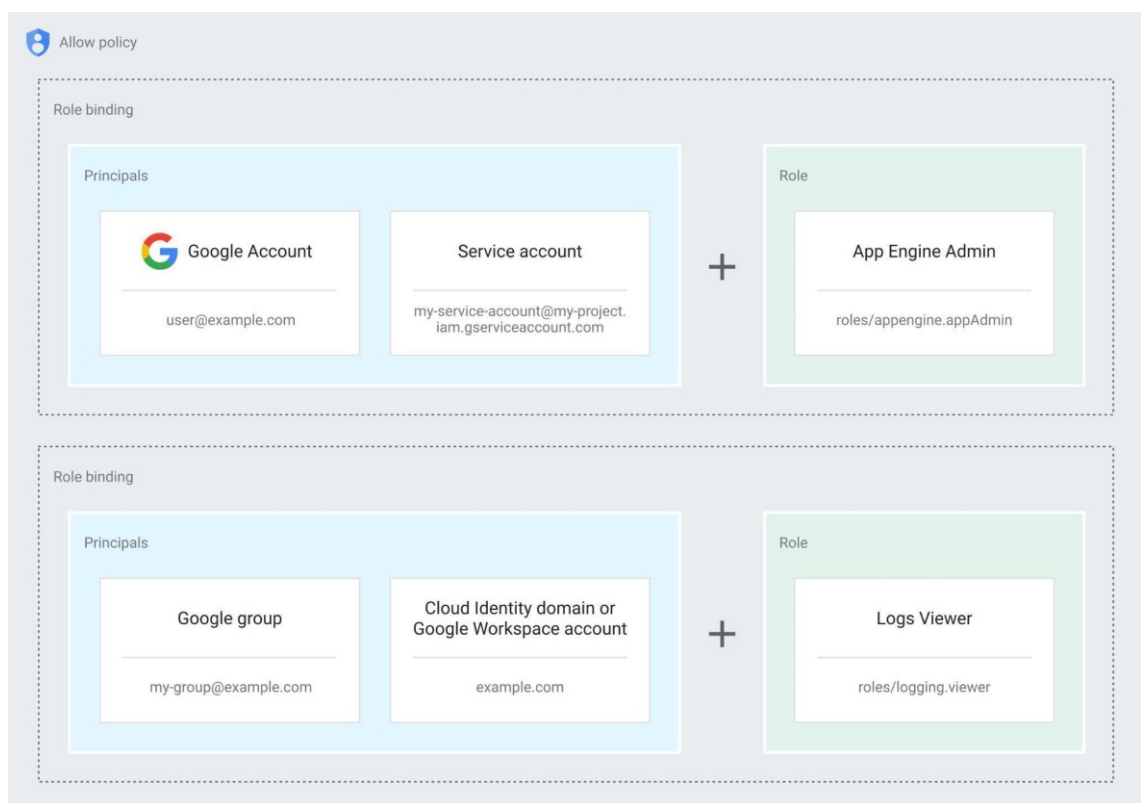 Allow policy
Role binding
Principals
Role
Google Account
Service account
App Engine Admin
user@example.com
my-service-account@my-project.
iam.gserviceaccount.com
roles/appengine.appAdmin
Role binding
Principals
Role
Google group
Cloud Identity domain or
Google Workspace account
Logs Viewer
my-group@example.com
example.com
roles/logging.viewer